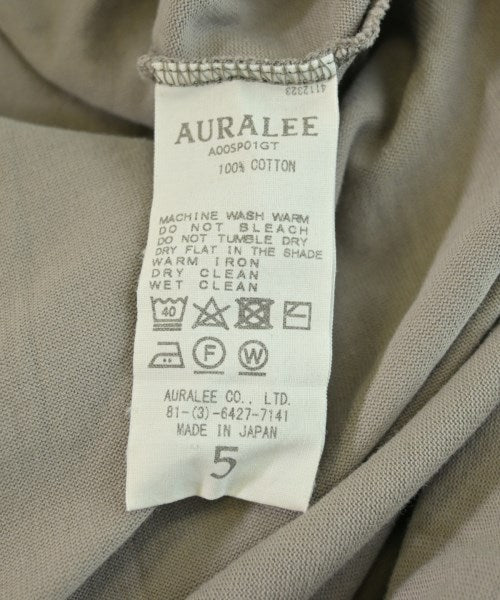 4112323
AURALEE
A00SP01GT
100% COTTON
MACHINE WASH WARM
DO NOT BLEACH
DO NOT TUMBLE DRY
DRY FLAT IN THE SHADE
WARM IRON
DRY CLEAN
WET CLEAN
40
F W
AURALEE CO., LTD.
81-(3)-6427-7141
MADE IN JAPAN
5